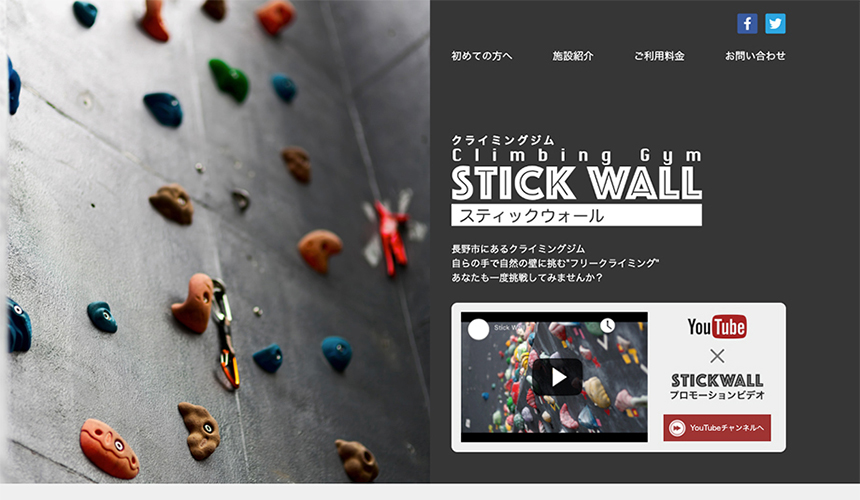 初めての方へ 施設紹介 ご利用料金 お問い合わせ
クライミングジム
Climbing Gym
STICK WALL
スティックウォール
長野市にあるクライミングジム
自らの手で自然の壁に挑む"フリークライミング"
あなたも一度挑戦してみませんか？
Stick W
YouTube
×
STICKWALL
プロモーションビデオ
YouTubeチャンネルへ